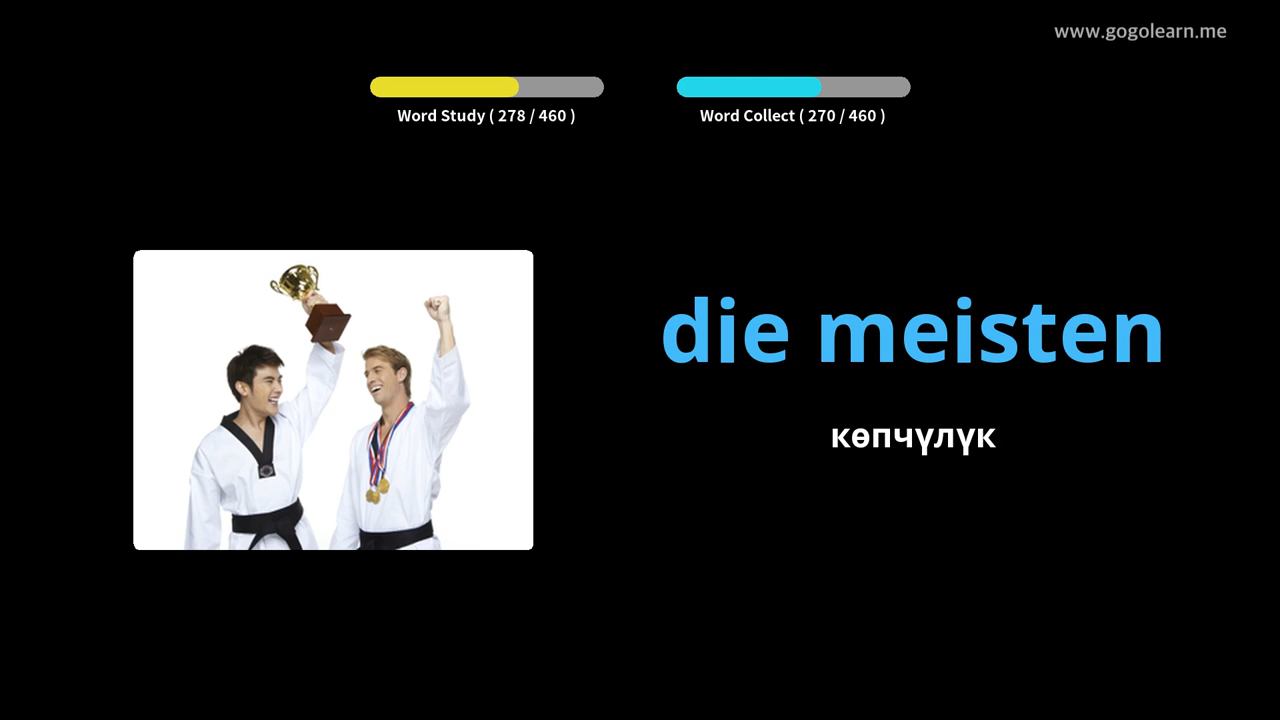 www.gogolearn.me
Word Study ( 278 / 460 )
Word Collect ( 270 / 460 )
die meisten
көпчүлүк